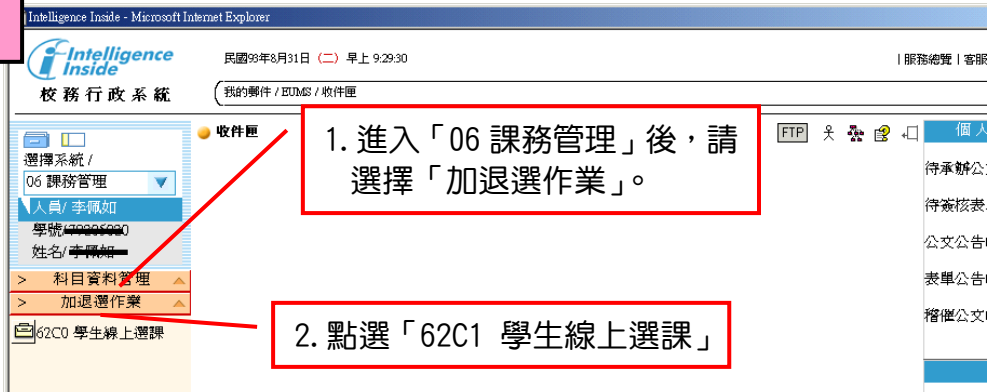 Intelligence Inside - Microsoft Internet Explorer
Intelligence
Inside
校務行政系統
民國93年8月31日（二）早上 9:29:30
| 服務總覽 | 客服
我的郵件 / EUMS / 收件匣
收件匣
FTP
個人
選擇系統 /
06 課務管理
人員/ 李佩如
學號/
姓名/
> 科目資料管理
> 加退選作業
62C0 學生線上選課
1. 進入「06 課務管理」後，請
選擇「加退選作業」。
2. 點選「62C1 學生線上選課」
待承辦公文
待簽核表
公文公告
表單公告
稽催公文